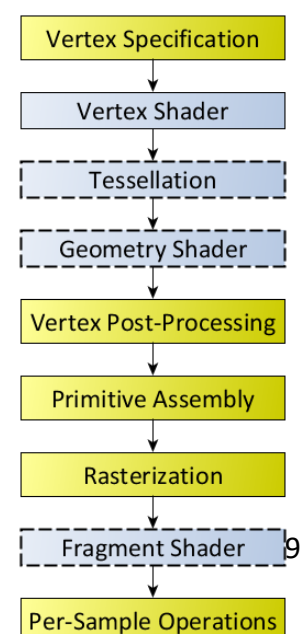 Vertex Specification
Vertex Shader
Tessellation
Geometry Shader
Vertex Post-Processing
Primitive Assembly
Rasterization
Fragment Shader 9
Per-Sample Operations